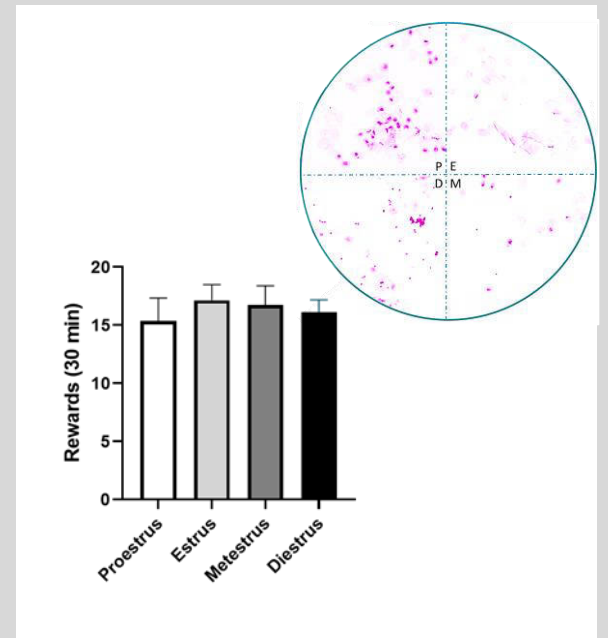 P E
D M
20
15
10
5
0
Rewards (30 min)
Proestrus
Estrus
Metestrus
Diestrus